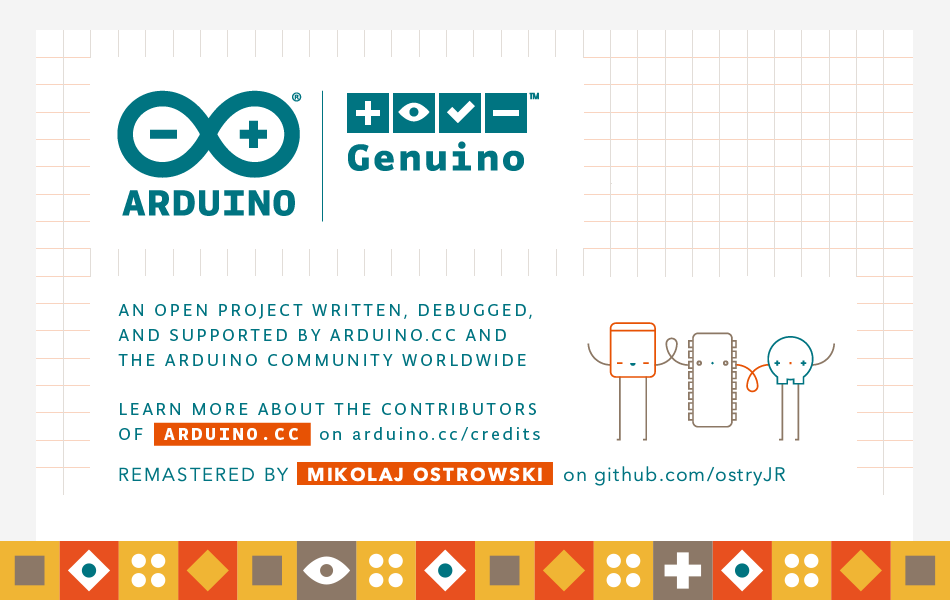 ARDUINO
®
Genuino
™
AN OPEN PROJECT WRITTEN, DEBUGGED,
AND SUPPORTED BY ARDUINO.CC AND
THE ARDUINO COMMUNITY WORLDWIDE
LEARN MORE ABOUT THE CONTRIBUTORS
OF ARDUINO.CC on arduino.cc/credits
REMASTERED BY MIKOLAJ OSTROWSKI on github.com/ostryJR